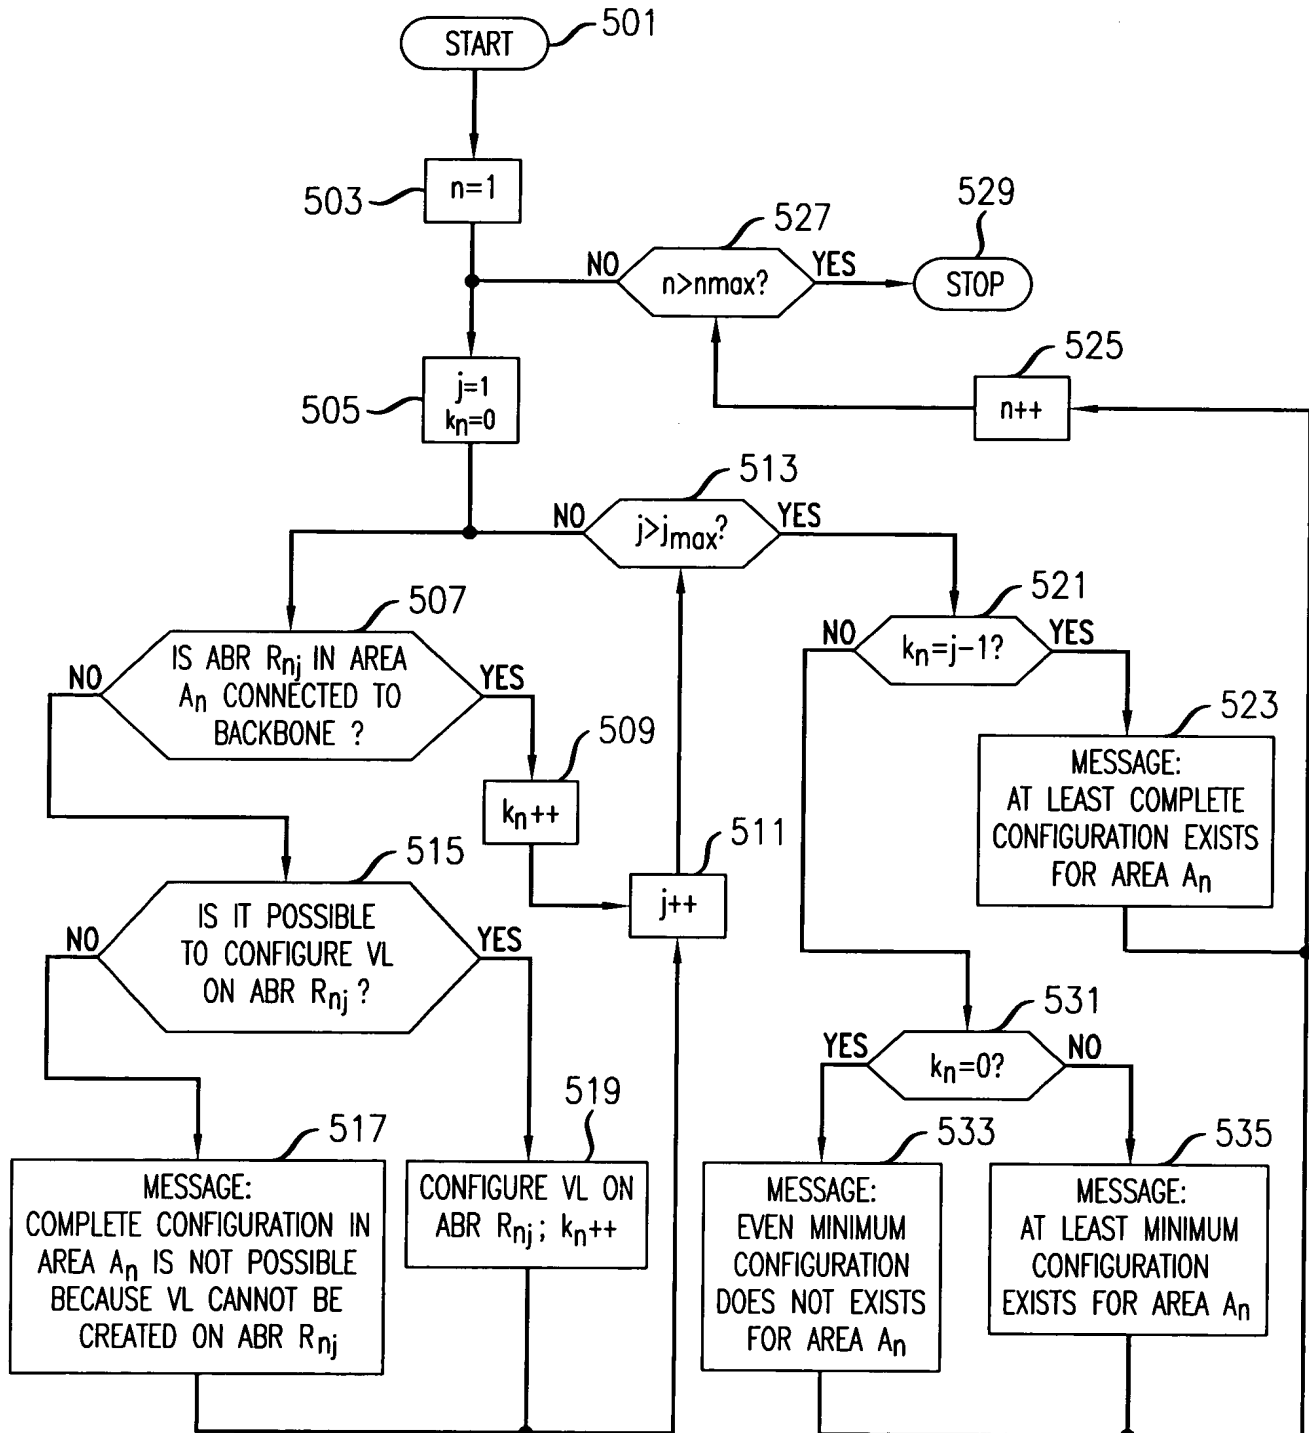 START
501
n=1
503
527
n>nmax?
NO
YES
529
STOP
525
n++
j=1
kn=0
505
513
j>jmax?
NO
YES
507
IS ABR Rnj IN AREA
An CONNECTED TO
BACKBONE ?
NO
YES
509
kn++
511
j++
521
kn=j-1?
NO
YES
523
MESSAGE:
AT LEAST COMPLETE
CONFIGURATION EXISTS
FOR AREA An
515
IS IT POSSIBLE
TO CONFIGURE VL
ON ABR Rnj ?
NO
YES
531
kn=0?
YES
NO
517
MESSAGE:
COMPLETE CONFIGURATION IN
AREA An IS NOT POSSIBLE
BECAUSE VL CANNOT BE
CREATED ON ABR Rnj
519
CONFIGURE VL ON
ABR Rnj; kn++
533
MESSAGE:
EVEN MINIMUM
CONFIGURATION
DOES NOT EXISTS
FOR AREA An
535
MESSAGE:
AT LEAST MINIMUM
CONFIGURATION
EXISTS FOR AREA An